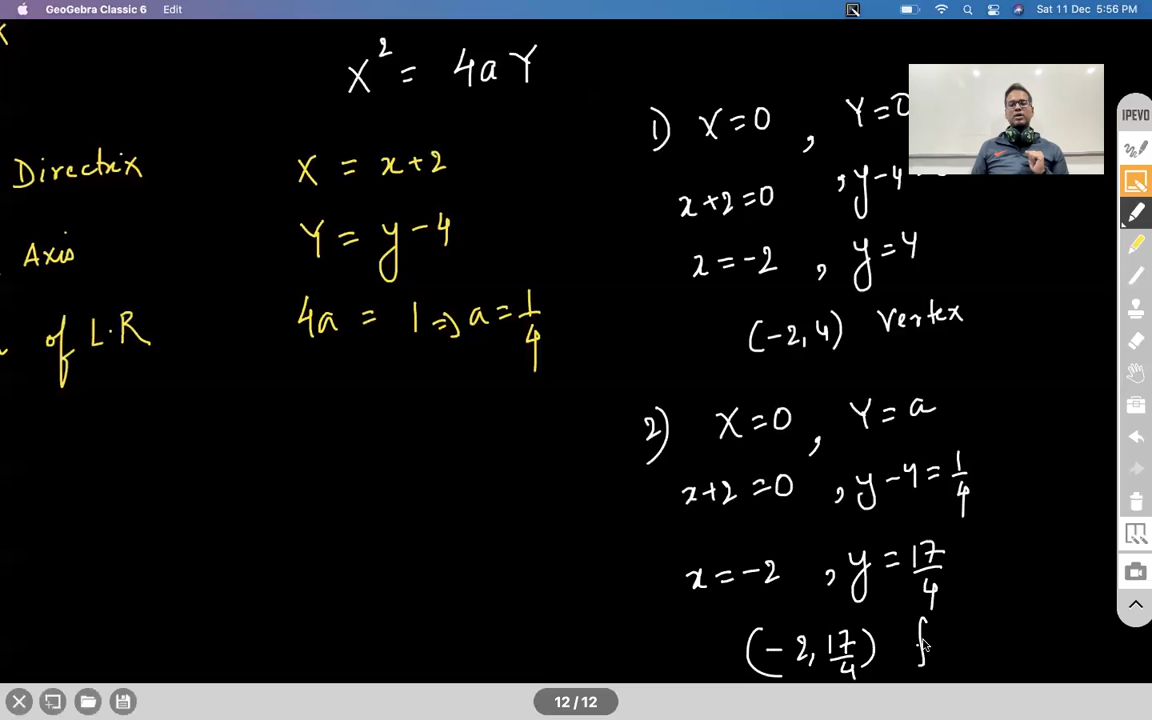 GeoGebra Classic 6 Edit Sat 11 Dec 5:56 PM
X² = 4aY
Directrix
Axis
of L.R
X = x+2
Y = y-4
4a = 1 => a = 1/4
1) X=0 , Y=0
x+2=0 , y-4
x=-2 , y=4
(-2, 4) Vertex
2) X=0 , Y=a
x+2=0 , y-4=1/4
x=-2 , y=17/4
(-2, 17/4) f
IPEVO
12/12